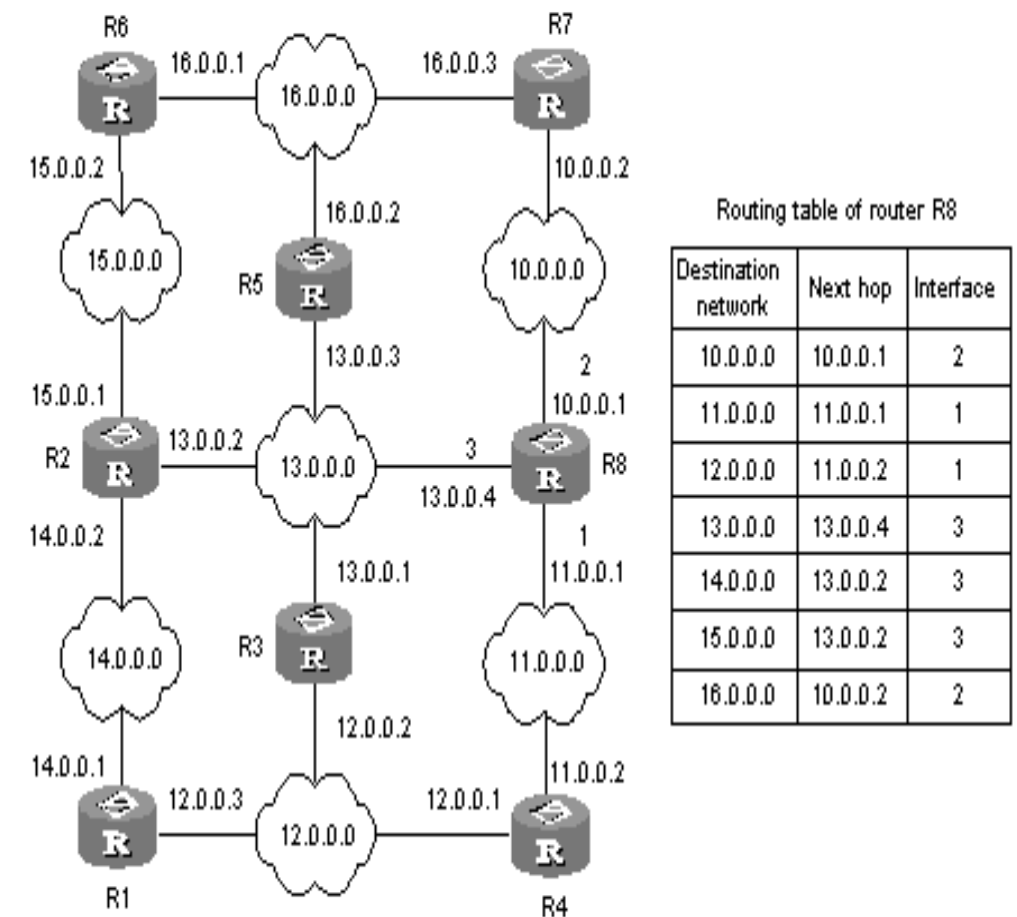 R6
R7
16.0.0.1
16.0.0.3
16.0.0.0
R
R
15.0.0.2
10.0.0.2
16.0.0.2
15.0.0.0
10.0.0.0
R5
R
13.0.0.3
2
15.0.0.1
10.0.0.1
R2
13.0.0.2
3
R8
R
13.0.0.0
R
13.0.0.4
14.0.0.2
1
13.0.0.1
11.0.0.1
R3
R
14.0.0.0
11.0.0.0
12.0.0.2
14.0.0.1
11.0.0.2
12.0.0.3
12.0.0.1
R
12.0.0.0
R
R1
R4
Routing table of router R8
Destination network Next hop Interface
10.0.0.0 10.0.0.1 2
11.0.0.0 11.0.0.1 1
12.0.0.0 11.0.0.2 1
13.0.0.0 13.0.0.4 3
14.0.0.0 13.0.0.2 3
15.0.0.0 13.0.0.2 3
16.0.0.0 10.0.0.2 2